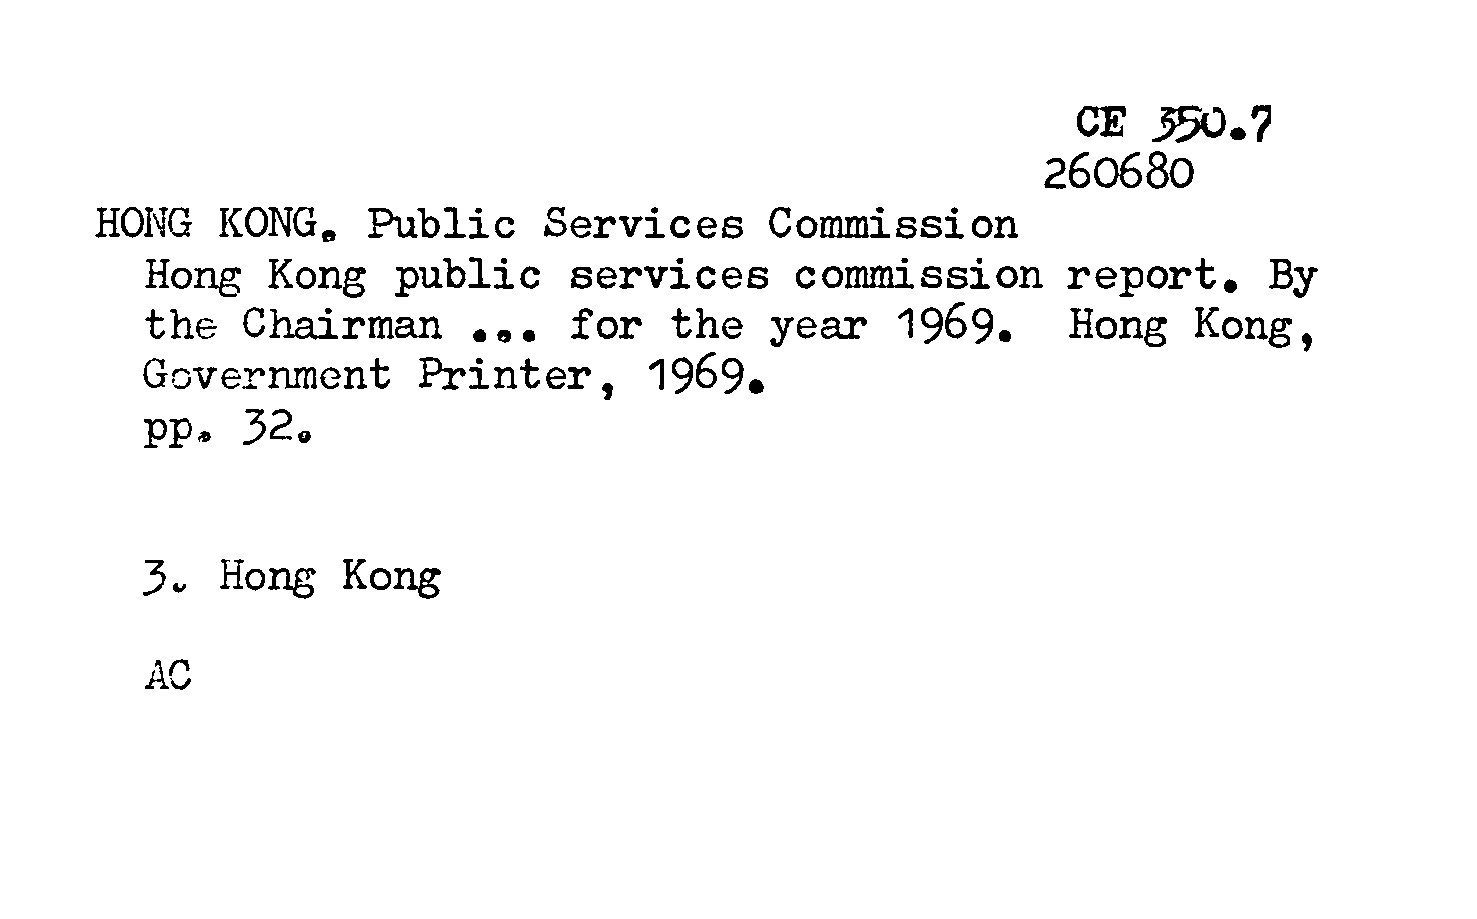 CE 350.7
260680
HONG KONG. Public Services Commission
Hong Kong public services commission report. By
the Chairman ... for the year 1969. Hong Kong,
Government Printer, 1969.
pp. 32.
3. Hong Kong
AC